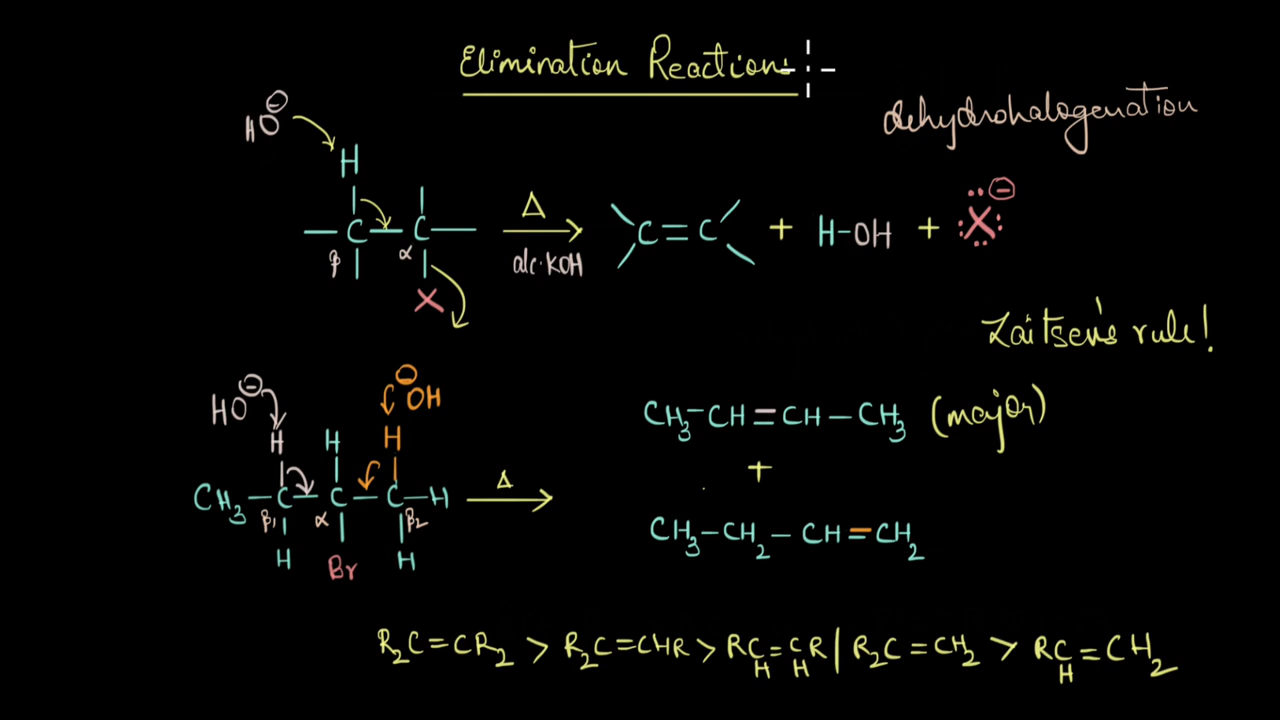 Elimination Reaction:
dehydrohalogenation
HO⊖
H
—C—C— Δ alc·KOH C=C + H-OH + :X:⊖
β α
X
Zaitsev's rule!
HO⊖ ⊖OH
H H H
CH₃—C—C—C—H Δ
β₁ α β₂
H Br H
CH₃-CH=CH-CH₃ (major)
+
CH₃-CH₂-CH=CH₂
R₂C=CR₂ > R₂C=CHR > RCH=CHR | R₂C=CH₂ > RCH=CH₂